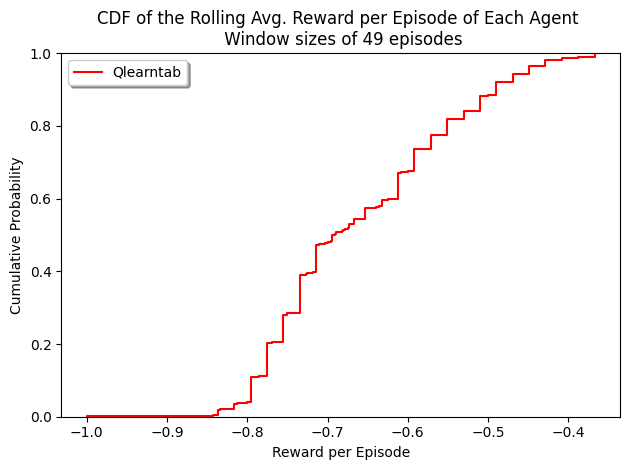 CDF of the Rolling Avg. Reward per Episode of Each Agent
Window sizes of 49 episodes
Qlearntab
Cumulative Probability
1.0
0.8
0.6
0.4
0.2
0.0
−1.0 −0.9 −0.8 −0.7 −0.6 −0.5 −0.4
Reward per Episode